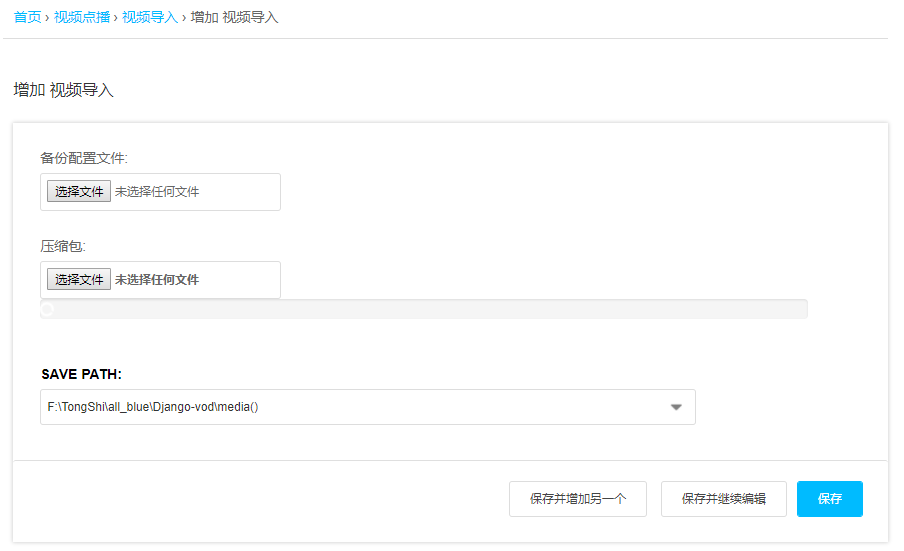 首页 › 视频点播 › 视频导入 › 增加 视频导入
增加 视频导入
备份配置文件:
选择文件 未选择任何文件
压缩包:
选择文件 未选择任何文件
SAVE PATH:
F:\TongShi\all_blue\Django-vod\media()
保存并增加另一个 保存并继续编辑 保存